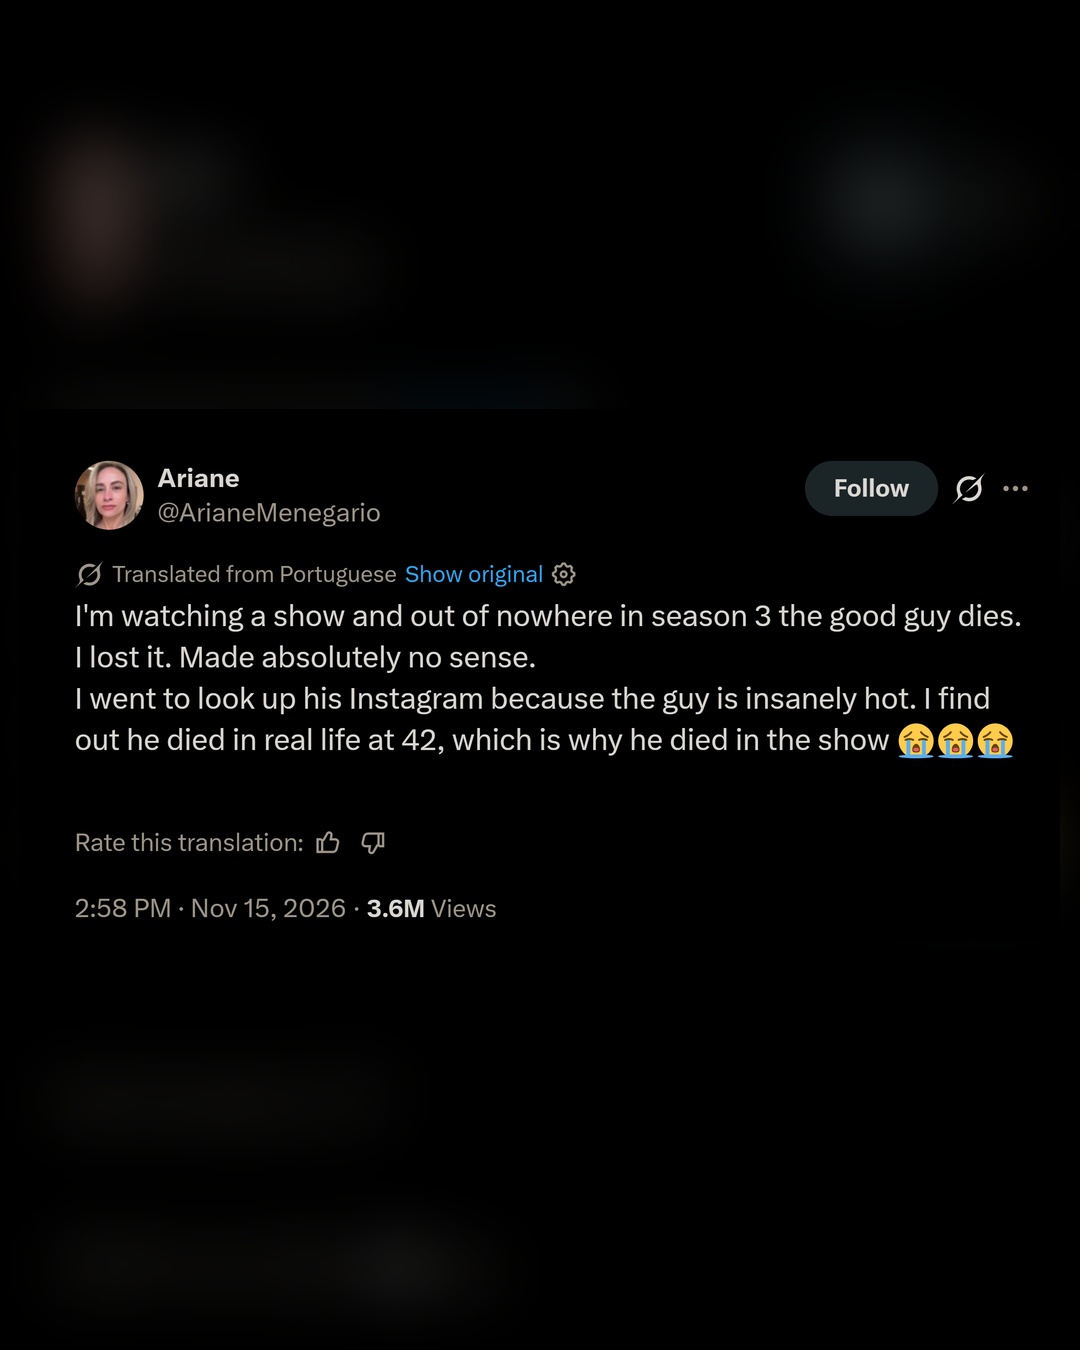 Ariane
@ArianeMenegario
Follow
Translated from Portuguese Show original
I'm watching a show and out of nowhere in season 3 the good guy dies.
I lost it. Made absolutely no sense.
I went to look up his Instagram because the guy is insanely hot. I find
out he died in real life at 42, which is why he died in the show 😭😭😭
Rate this translation:
2:58 PM · Nov 15, 2026 · 3.6M Views